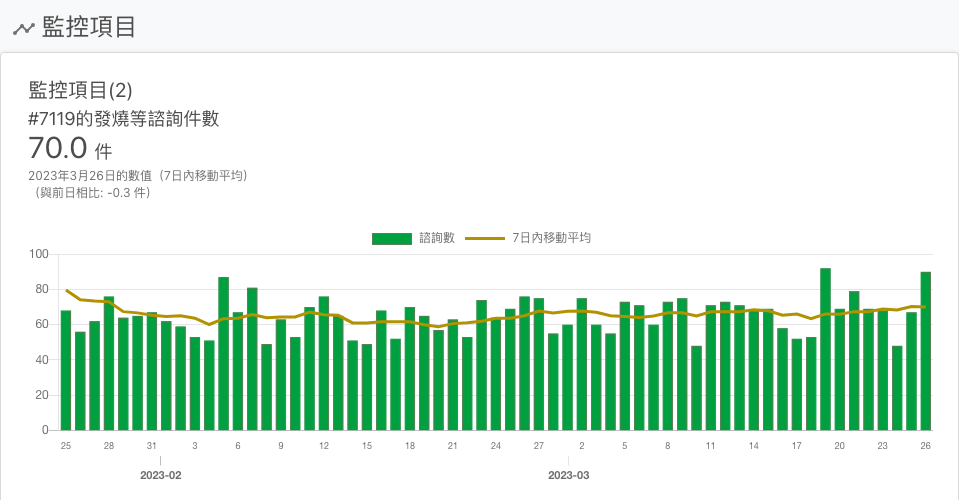 監控項目
監控項目(2)
#7119的發燒等諮詢件數
70.0 件
2023年3月26日的數值（7日內移動平均）
（與前日相比: -0.3 件）
諮詢數 7日內移動平均
100
80
60
40
20
0
25 28 31 3 6 9 12 15 18 21 24 27 2 5 8 11 14 17 20 23 26
2023-02 2023-03